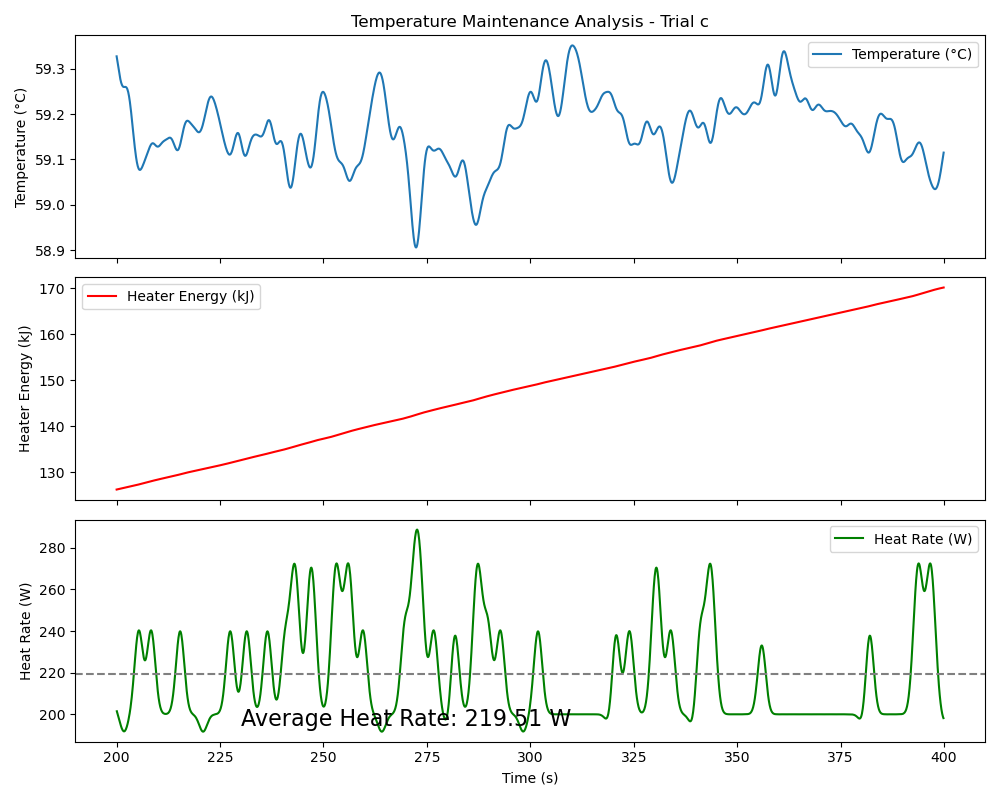 Temperature Maintenance Analysis - Trial c
Temperature (°C)
59.3
59.2
59.1
59.0
58.9
Temperature (°C)
Heater Energy (kJ)
170
160
150
140
130
Heater Energy (kJ)
Heat Rate (W)
280
260
240
220
200
Heat Rate (W)
Average Heat Rate: 219.51 W
200 225 250 275 300 325 350 375 400
Time (s)